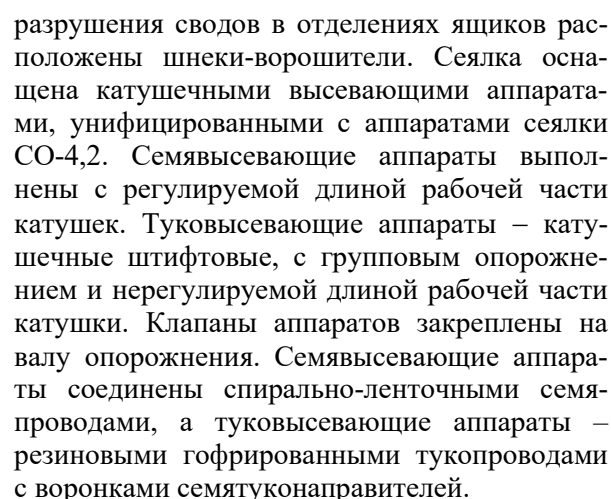 разрушения сводов в отделениях ящиков рас-
положены шнеки-ворошители. Сеялка осна-
щена катушечными высевающими аппарата-
ми, унифицированными с аппаратами сеялки
СО-4,2. Семявысевающие аппараты выпол-
нены с регулируемой длиной рабочей части
катушек. Туковысевающие аппараты – кату-
шечные штифтовые, с групповым опорожне-
нием и нерегулируемой длиной рабочей части
катушки. Клапаны аппаратов закреплены на
валу опорожнения. Семявысевающие аппара-
ты соединены спирально-ленточными семя-
проводами, а туковысевающие аппараты –
резиновыми гофрированными тукопроводами
с воронками семятуконаправителей.